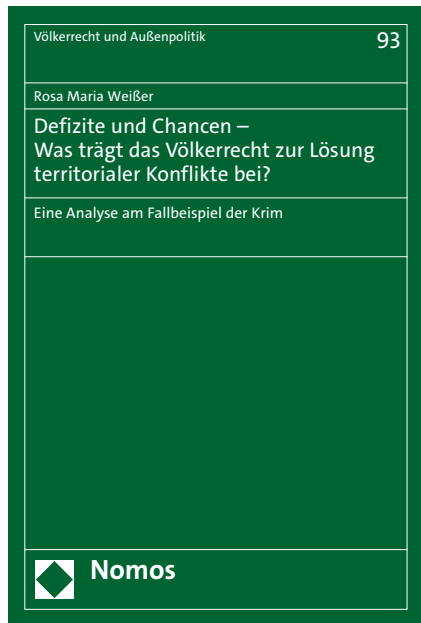 Völkerrecht und Außenpolitik 93
Rosa Maria Weißer
Defizite und Chancen –
Was trägt das Völkerrecht zur Lösung
territorialer Konflikte bei?
Eine Analyse am Fallbeispiel der Krim
Nomos